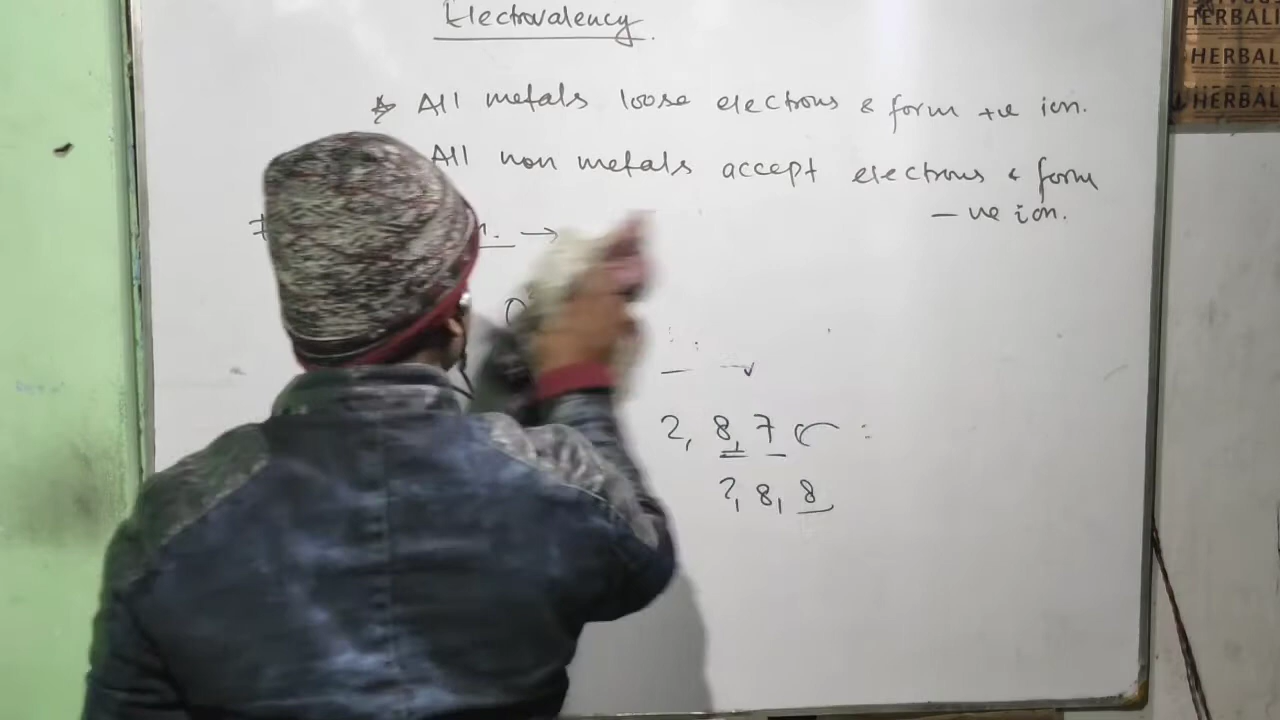 Electrovalency
All metals loose electrons & form +ve ion.
All non metals accept electrons & form
-ve ion.
→
2, 8, 7
2, 8, 8
HERBAL
HERBAL
HERBAL